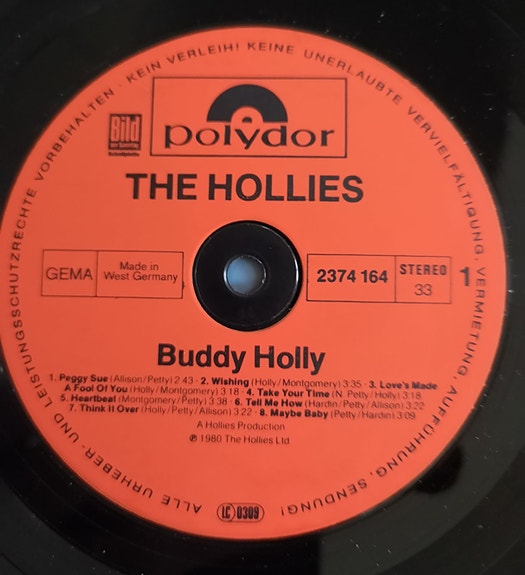 ALLE URHEBER- UND LEISTUNGSSCHUTZRECHTE VORBEHALTEN · KEIN VERLEIH! KEINE UNERLAUBTE VERVIELFÄLTIGUNG, VERMIETUNG, AUFFÜHRUNG, SENDUNG!
Bild
polydor
THE HOLLIES
GEMA
Made in
West Germany
2374 164
STEREO
33
1
Buddy Holly
1. Peggy Sue (Allison/Petty) 2:43 · 2. Wishing (Holly/Montgomery) 3:35 · 3. Love's Made
A Fool Of You (Holly/Montgomery) 3:18 · 4. Take Your Time (N. Petty/Holly) 3:18
5. Heartbeat (Montgomery/Petty) 3:38 · 6. Tell Me How (Hardin/Petty/Allison) 3:22
7. Think It Over (Holly/Petty/Allison) 3:22 · 8. Maybe Baby (Petty/Hardin) 3:09
A Hollies Production
℗ 1980 The Hollies Ltd
LC 0309